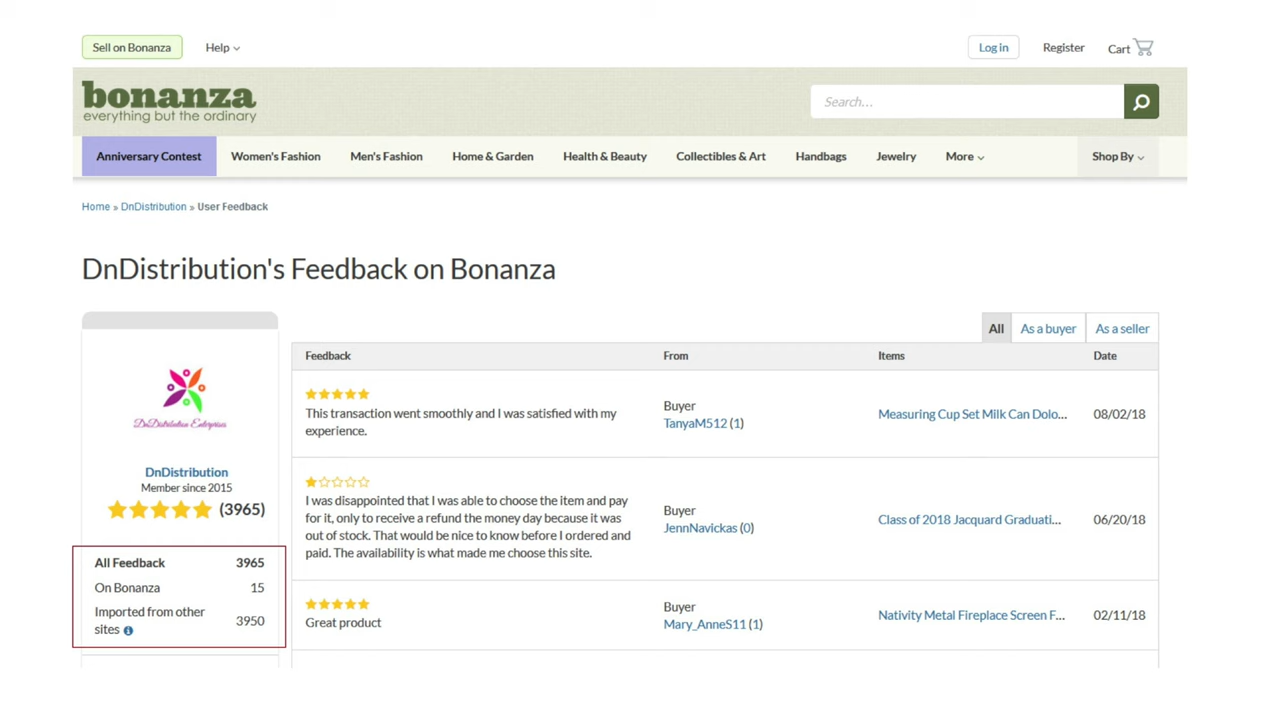 Sell on Bonanza Help Log in Register Cart
bonanza
everything but the ordinary
Search...
Anniversary Contest Women's Fashion Men's Fashion Home & Garden Health & Beauty Collectibles & Art Handbags Jewelry More Shop By
Home » DnDistribution » User Feedback
DnDistribution's Feedback on Bonanza
All As a buyer As a seller
DnDistribution Enterprises
DnDistribution
Member since 2015
(3965)
All Feedback 3965
On Bonanza 15
Imported from other
sites 3950
Feedback From Items Date
This transaction went smoothly and I was satisfied with my
experience.
Buyer
TanyaM512 (1)
Measuring Cup Set Milk Can Dolo...
08/02/18
I was disappointed that I was able to choose the item and pay
for it, only to receive a refund the money day because it was
out of stock. That would be nice to know before I ordered and
paid. The availability is what made me choose this site.
Buyer
JennNavickas (0)
Class of 2018 Jacquard Graduati...
06/20/18
Great product
Buyer
Mary_AnneS11 (1)
Nativity Metal Fireplace Screen F...
02/11/18